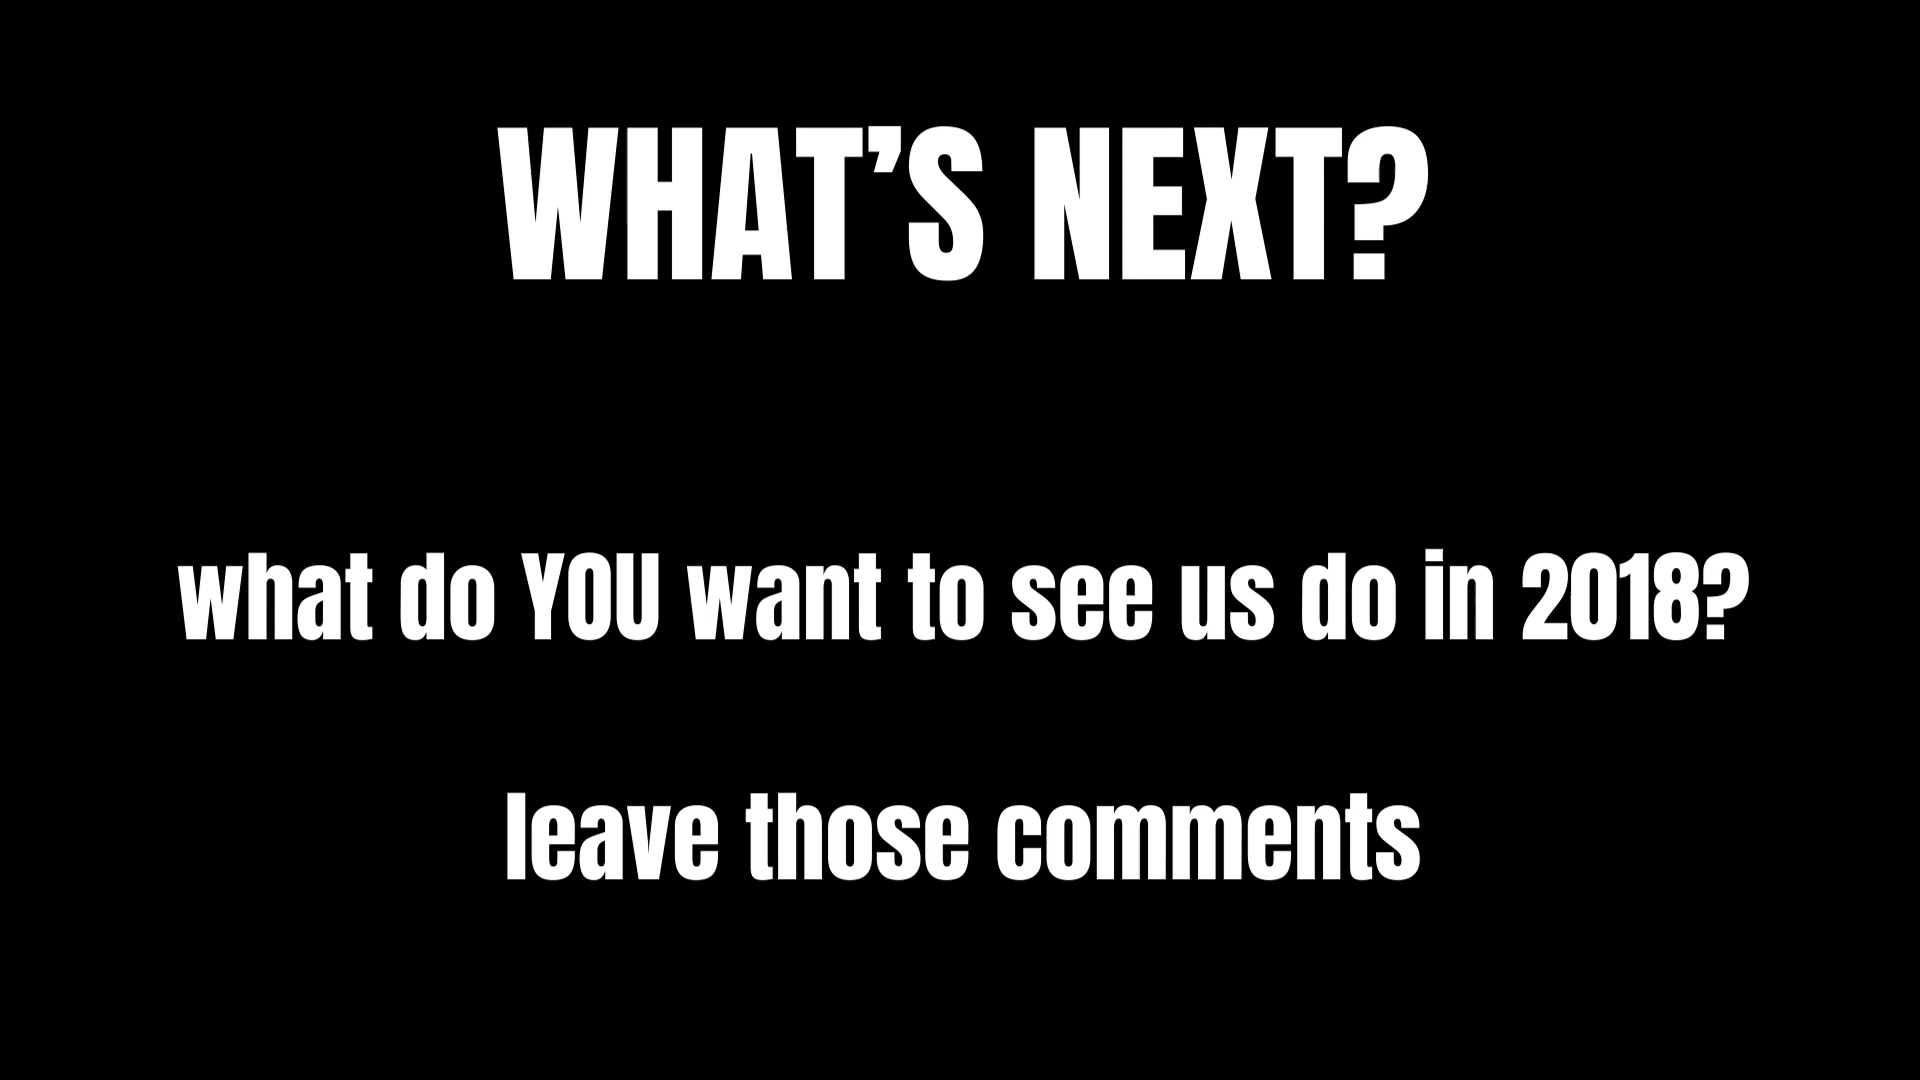 WHAT’S NEXT?
what do YOU want to see us do in 2018?
leave those comments